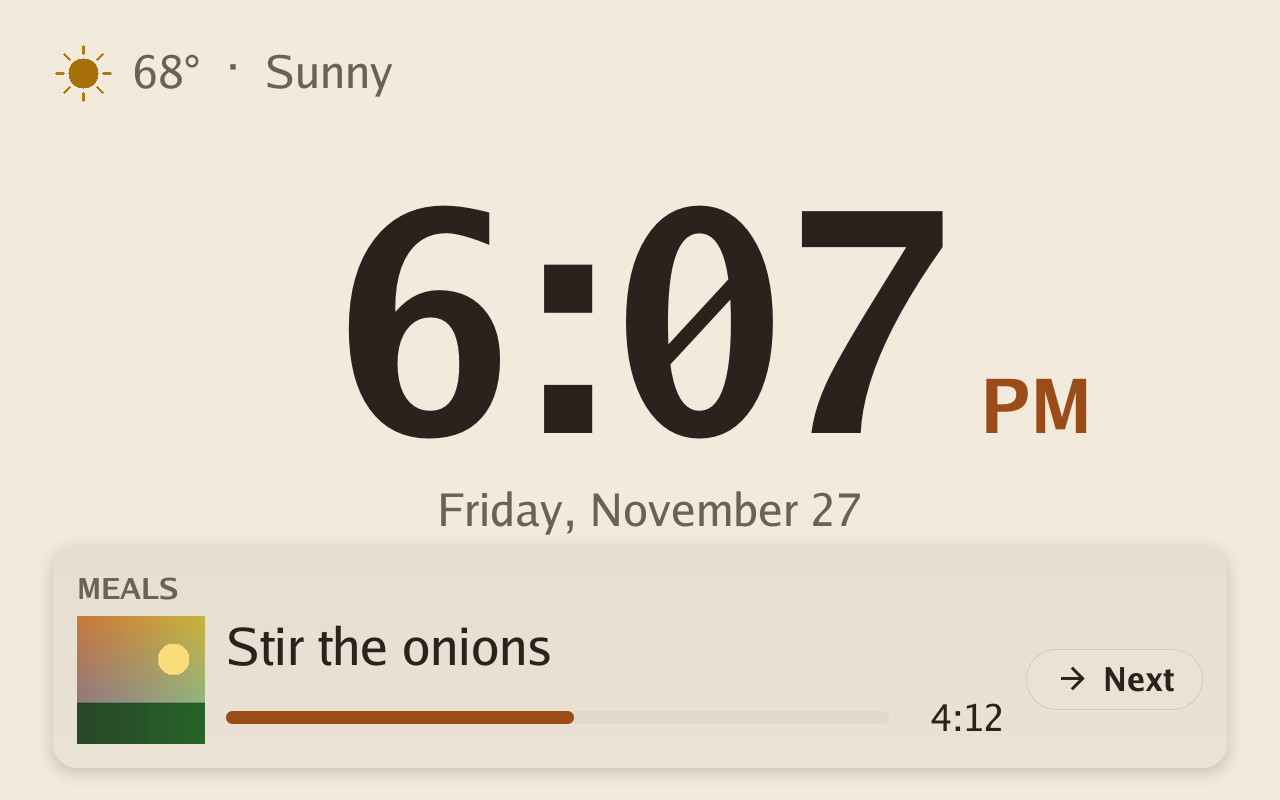 68° · Sunny
6:07 PM
Friday, November 27
MEALS
Stir the onions
4:12
→ Next